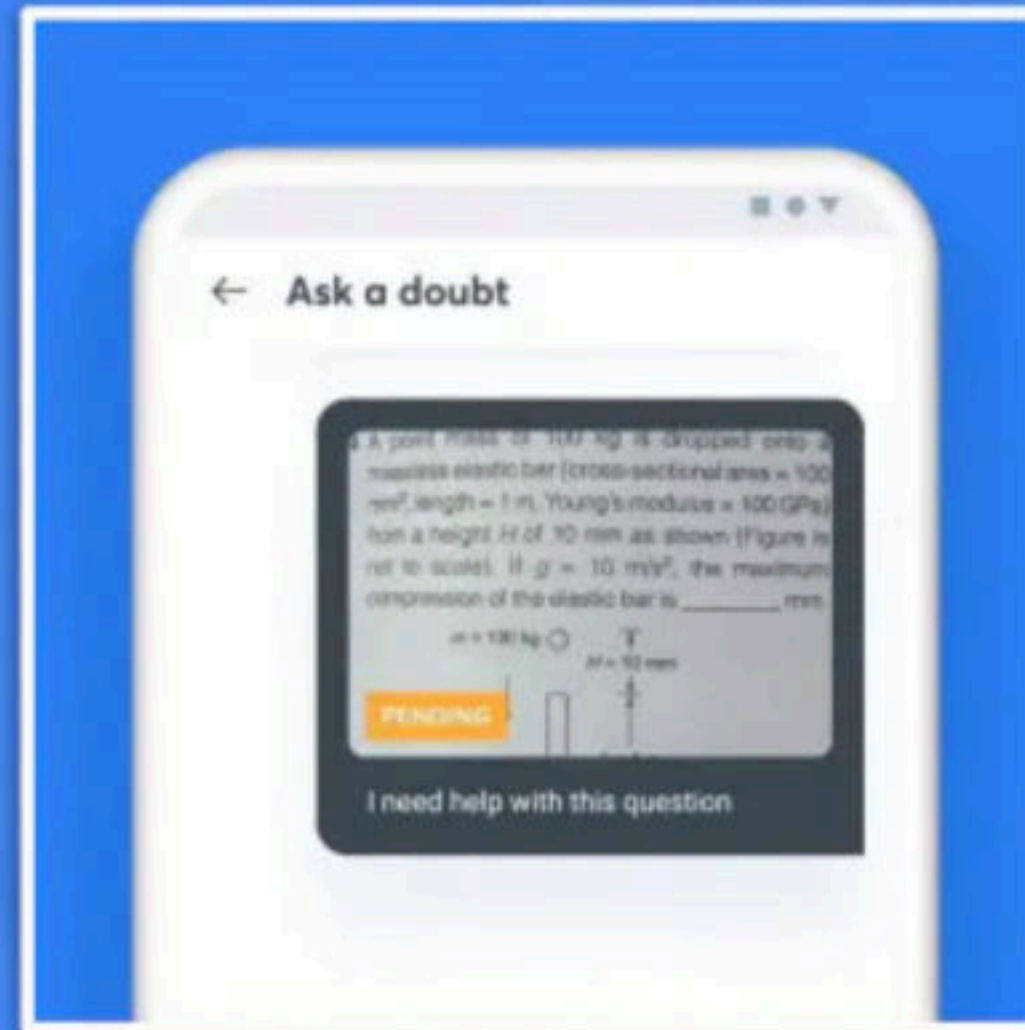 Ask a doubt
A point mass of 100 kg is dropped onto a
massless elastic bar (cross-sectional area = 100
mm², length = 1 m, Young's modulus = 100 GPa)
from a height H of 10 mm as shown (Figure is
not to scale). If g = 10 m/s², the maximum
compression of the elastic bar is ________ mm.
m = 100 kg
H = 10 mm
PENDING
I need help with this question